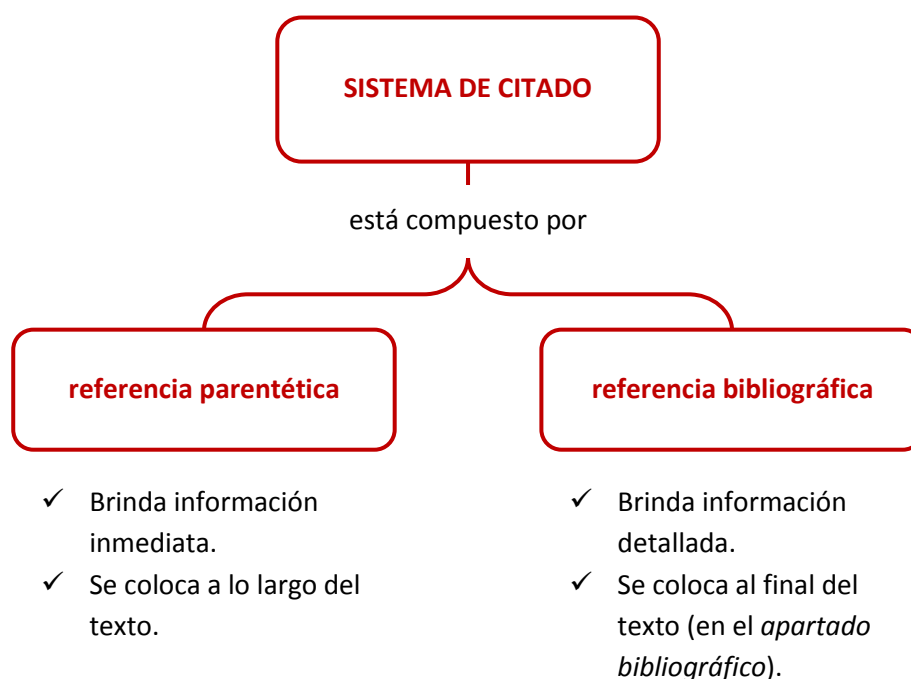 SISTEMA DE CITADO
está compuesto por
referencia parentética
✓ Brinda información
inmediata.
✓ Se coloca a lo largo del
texto.
referencia bibliográfica
✓ Brinda información
detallada.
✓ Se coloca al final del
texto (en el apartado
bibliográfico).